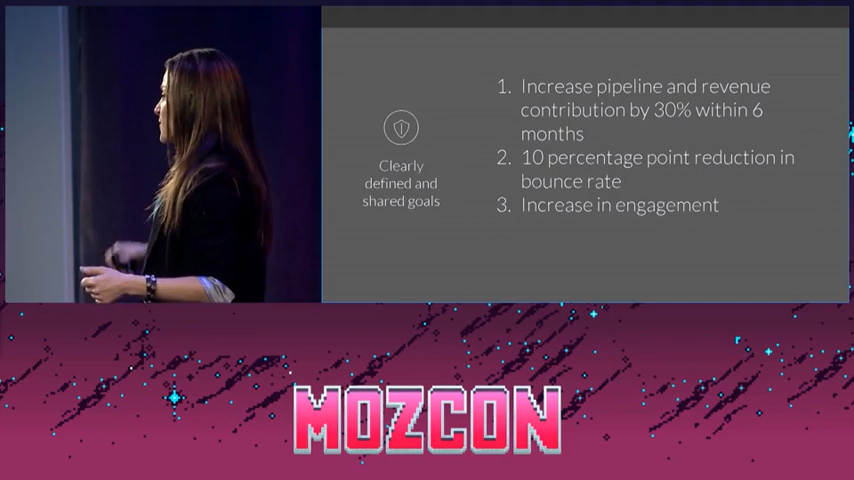 Clearly
defined and
shared goals
1. Increase pipeline and revenue
contribution by 30% within 6
months
2. 10 percentage point reduction in
bounce rate
3. Increase in engagement
MOZCON